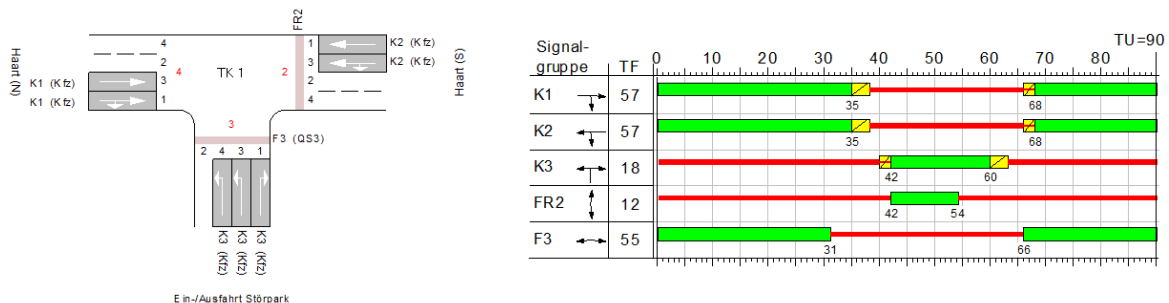 FR2
4
2
3
1
4
TK 1
2
1
3
2
4
K1 (Kfz)
K1 (Kfz)
K2 (Kfz)
K2 (Kfz)
Haart (N)
Haart (S)
3
F3 (QS3)
2 4 3 1
K3 (Kfz)
K3 (Kfz)
K3 (Kfz)
Ein-/Ausfahrt Störpark
TU=90
Signal-
gruppe TF 0 10 20 30 40 50 60 70 80
K1 57 35 68
K2 57 35 68
K3 18 42 60
FR2 12 42 54
F3 55 31 66